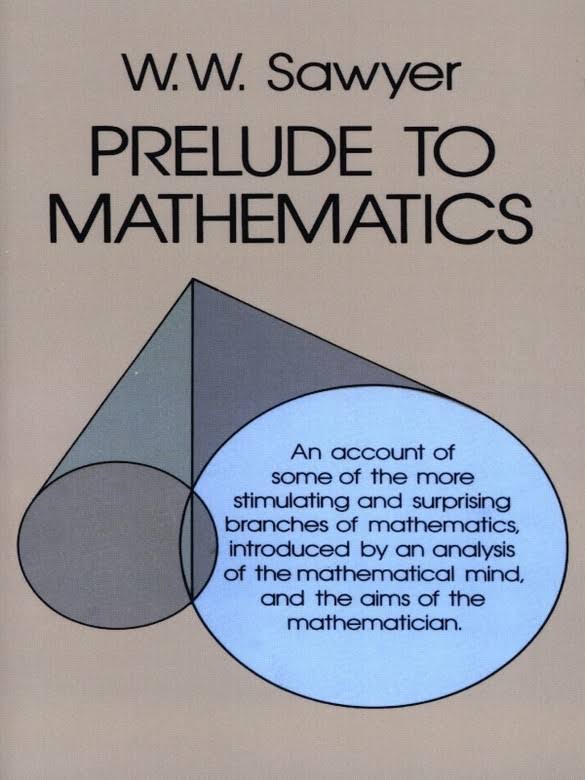 W.W. Sawyer
PRELUDE TO
MATHEMATICS
An account of
some of the more
stimulating and surprising
branches of mathematics,
introduced by an analysis
of the mathematical mind,
and the aims of the
mathematician.